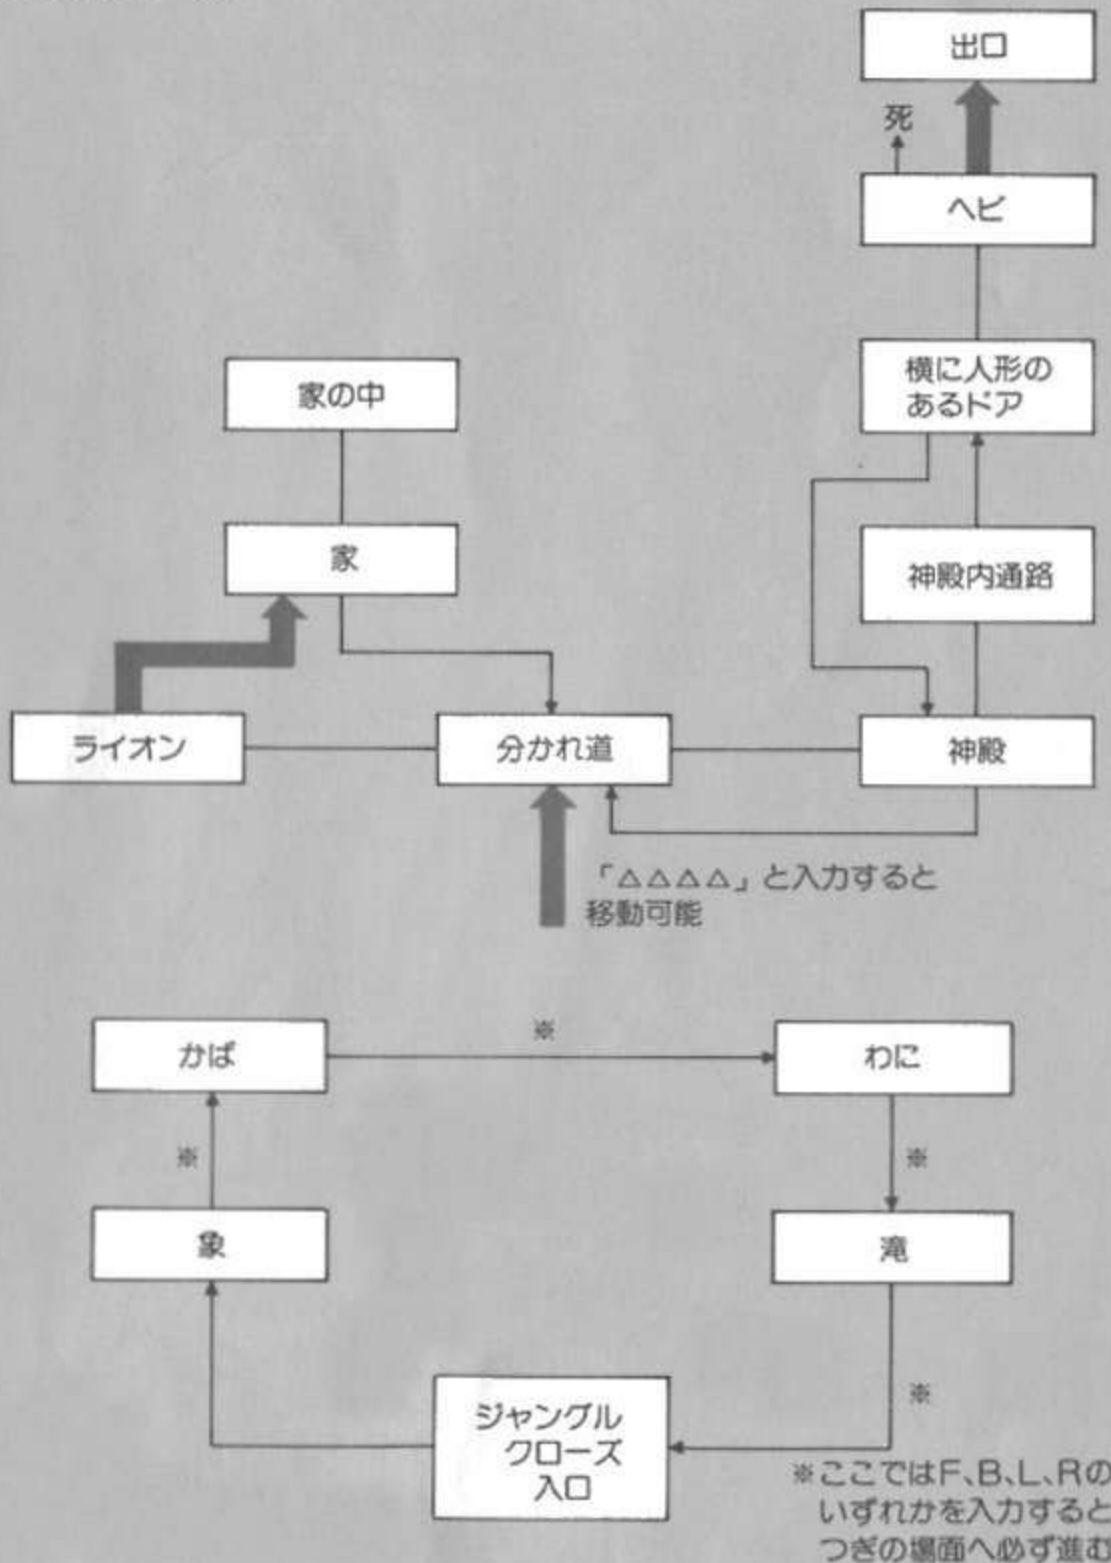 出口
死
ヘビ
横に人形の
あるドア
家の中
家
神殿内通路
ライオン
分かれ道
神殿
「△△△△」と入力すると
移動可能
かば
※
わに
※
※
象
滝
ジャングル
クローズ
入口
※
※ここではF、B、L、Rの
いずれかを入力すると
つぎの場面へ必ず進む